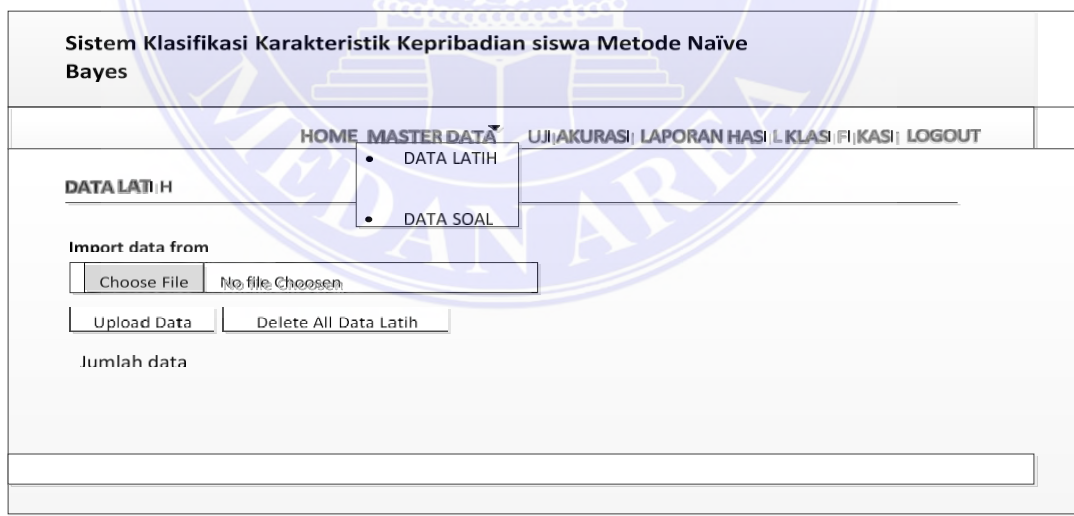 Sistem Klasifikasi Karakteristik Kepribadian siswa Metode Naïve
Bayes
HOME MASTER DATA UJI AKURASI LAPORAN HASIL KLASIFIKASI LOGOUT
• DATA LATIH
• DATA SOAL
DATA LATIH
Import data from
Choose File No file Choosen
Upload Data Delete All Data Latih
Jumlah data
MEDAN AREA